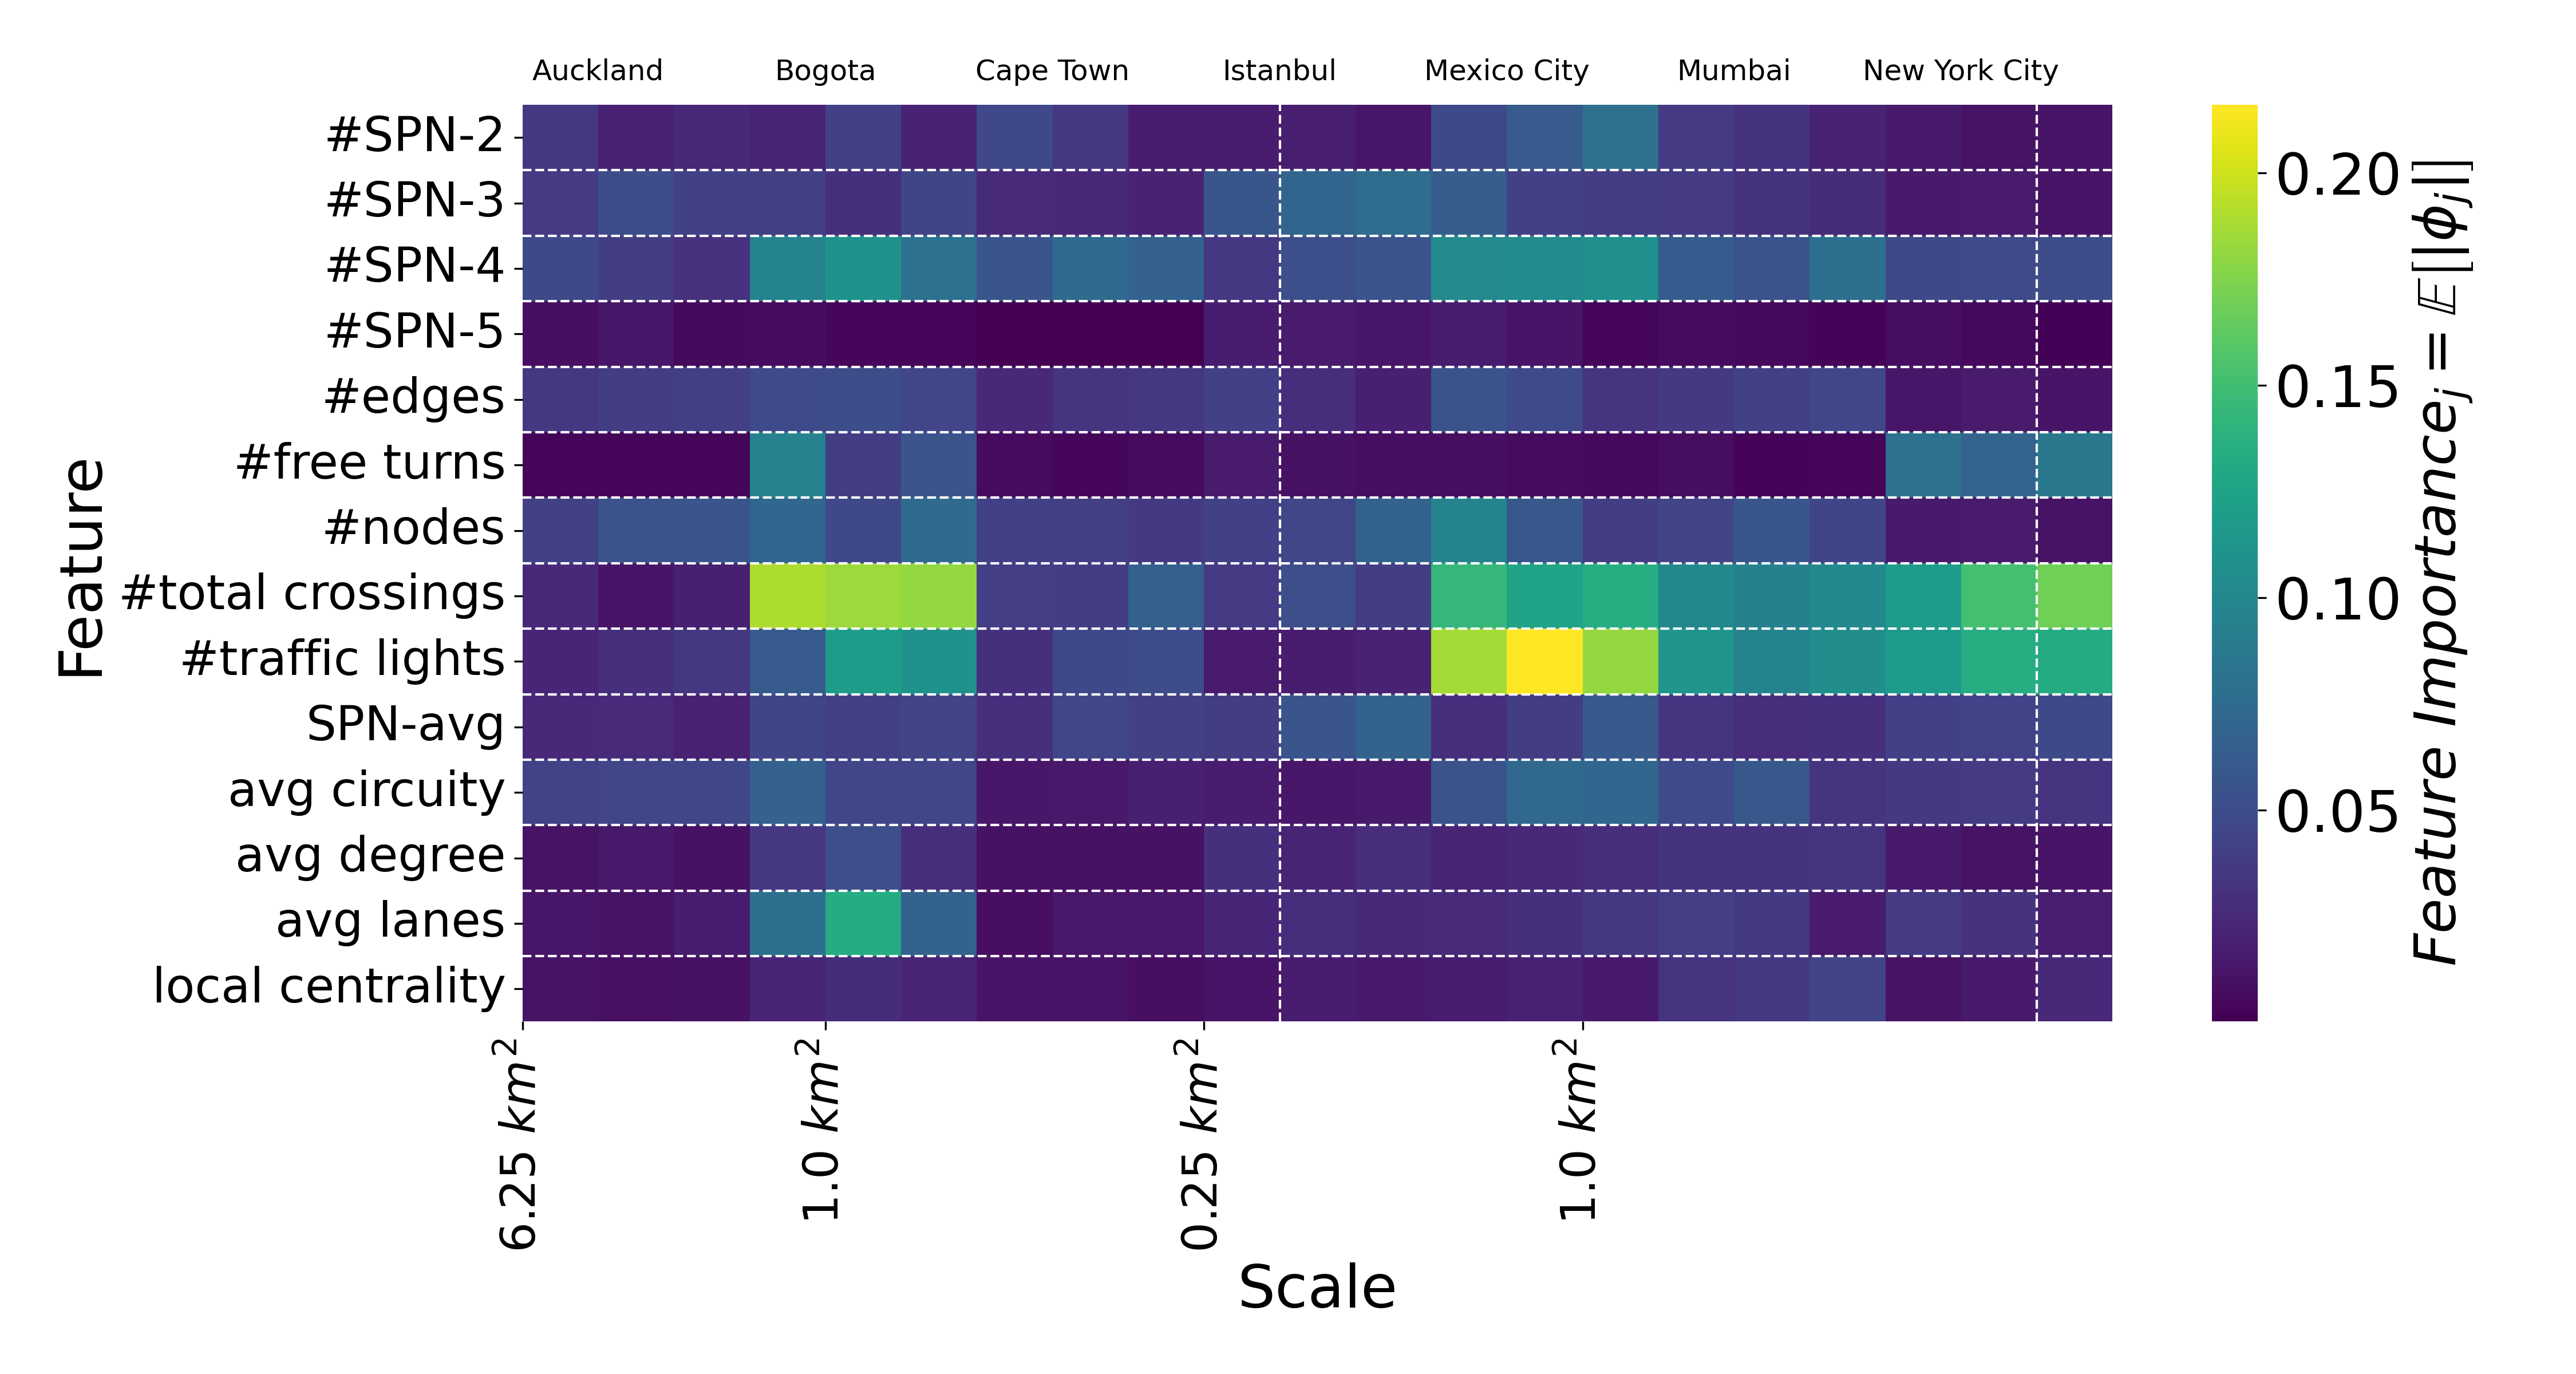 Auckland Bogota Cape Town Istanbul Mexico City Mumbai New York City
#SPN-2
#SPN-3
#SPN-4
#SPN-5
#edges
#free turns
#nodes
#total crossings
#traffic lights
SPN-avg
avg circuity
avg degree
avg lanes
local centrality
Feature
6.25 km²
1.0 km²
0.25 km²
1.0 km²
Scale
0.20
0.15
0.10
0.05
Feature Importanceⱼ = 𝔼[|ϕⱼ|]